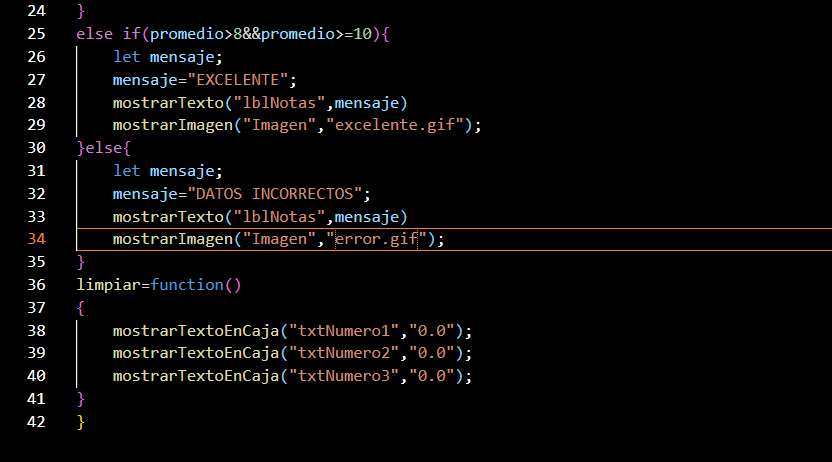 24 }
25 else if(promedio>8&&promedio>=10){
26 let mensaje;
27 mensaje="EXCELENTE";
28 mostrarTexto("lblNotas",mensaje)
29 mostrarImagen("Imagen","excelente.gif");
30 }else{
31 let mensaje;
32 mensaje="DATOS INCORRECTOS";
33 mostrarTexto("lblNotas",mensaje)
34 mostrarImagen("Imagen","error.gif");
35 }
36 limpiar=function()
37 {
38 mostrarTextoEnCaja("txtNumero1","0.0");
39 mostrarTextoEnCaja("txtNumero2","0.0");
40 mostrarTextoEnCaja("txtNumero3","0.0");
41 }
42 }